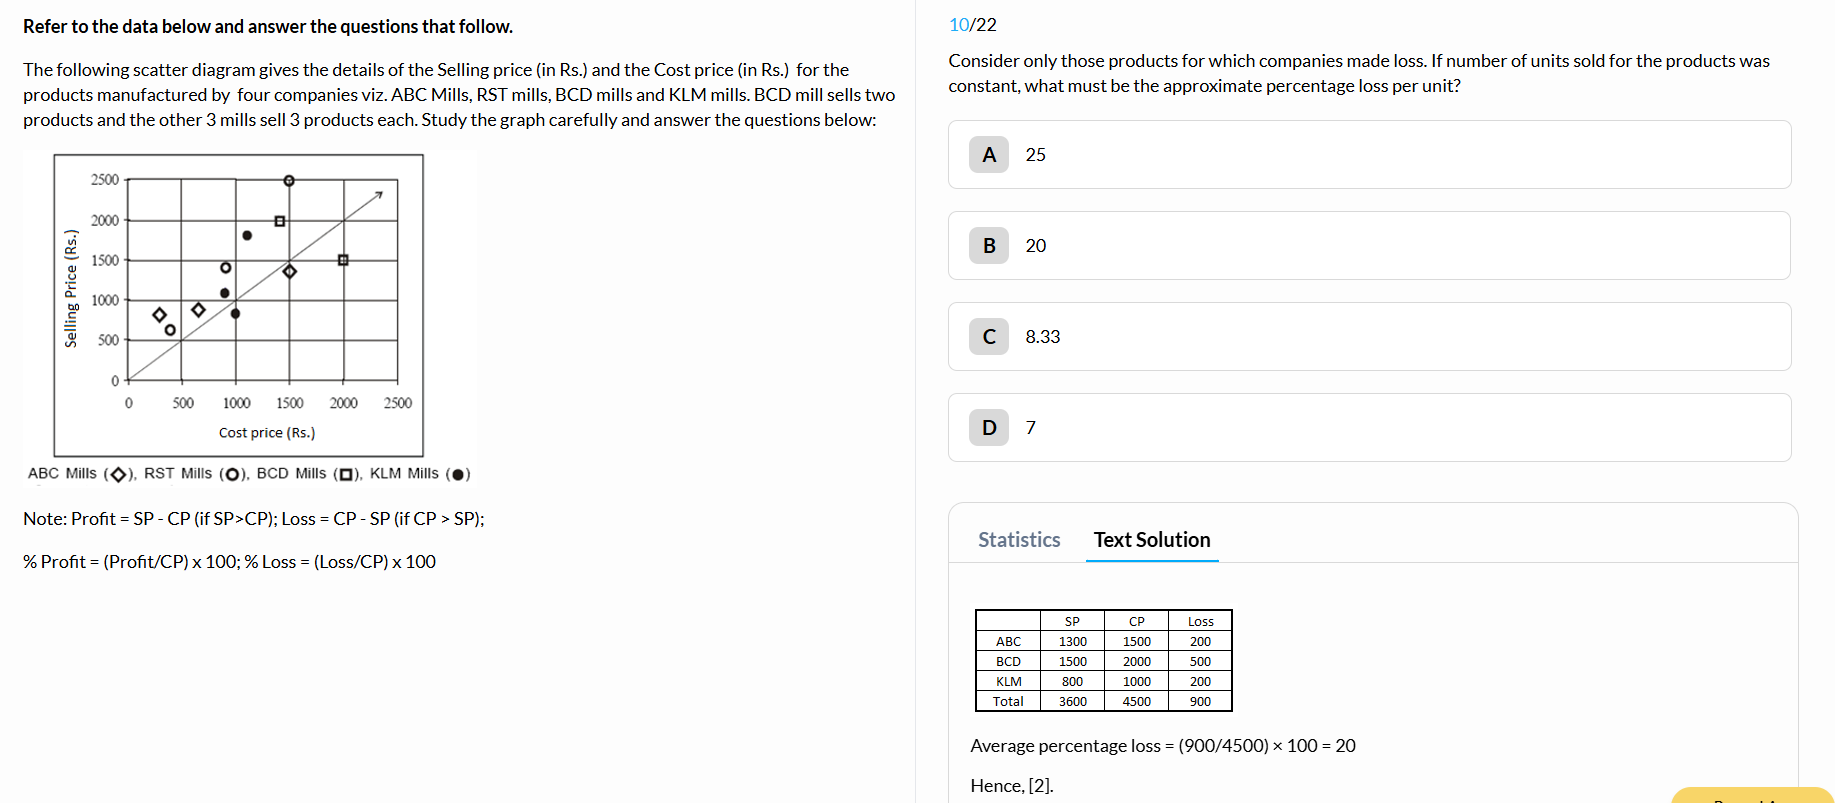 Refer to the data below and answer the questions that follow.
The following scatter diagram gives the details of the Selling price (in Rs.) and the Cost price (in Rs.) for the
products manufactured by four companies viz. ABC Mills, RST mills, BCD mills and KLM mills. BCD mill sells two
products and the other 3 mills sell 3 products each. Study the graph carefully and answer the questions below:
Selling Price (Rs.)
2500
2000
1500
1000
500
0
0 500 1000 1500 2000 2500
Cost price (Rs.)
ABC Mills (◇), RST Mills (○), BCD Mills (□), KLM Mills (●)
Note: Profit = SP - CP (if SP>CP); Loss = CP - SP (if CP > SP);
% Profit = (Profit/CP) x 100; % Loss = (Loss/CP) x 100
10/22
Consider only those products for which companies made loss. If number of units sold for the products was
constant, what must be the approximate percentage loss per unit?
A 25
B 20
C 8.33
D 7
Statistics Text Solution
SP CP Loss
ABC 1300 1500 200
BCD 1500 2000 500
KLM 800 1000 200
Total 3600 4500 900
Average percentage loss = (900/4500) × 100 = 20
Hence, [2].